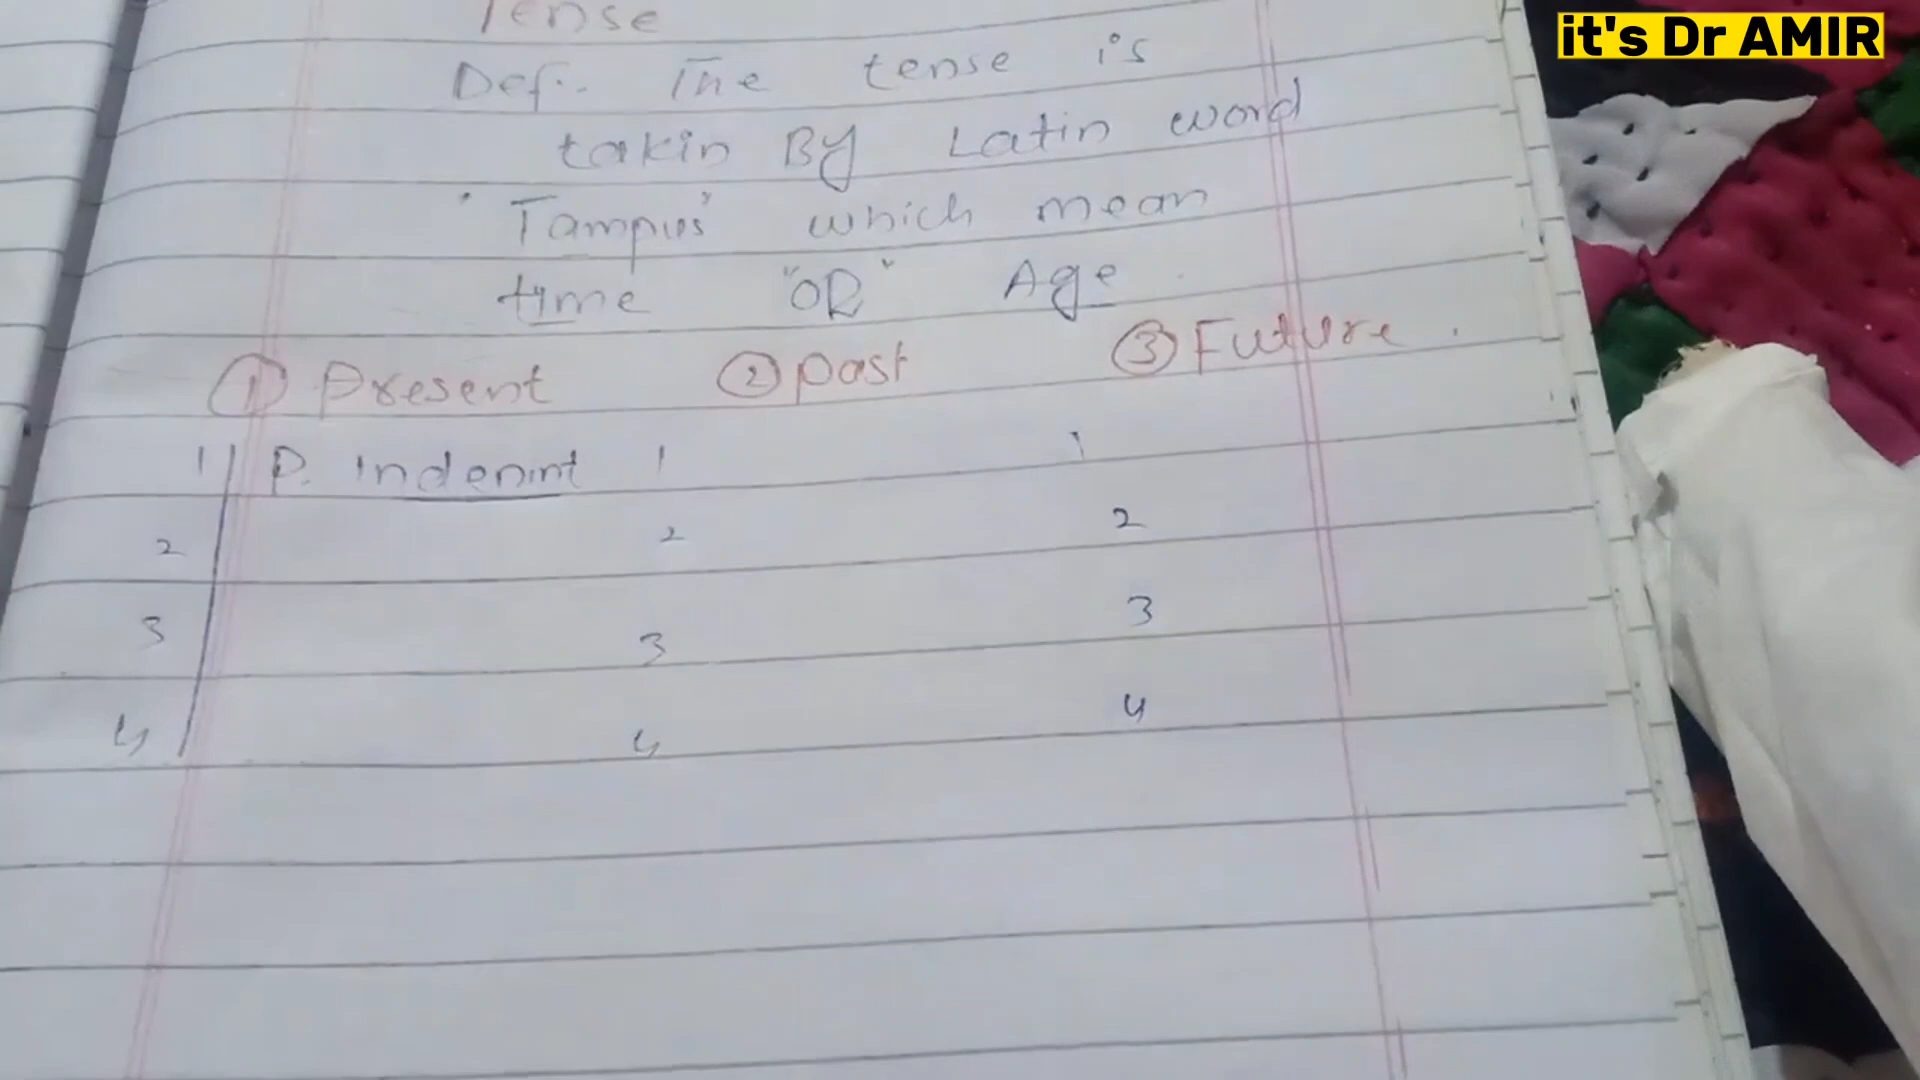 it's Dr AMIR
Tense
Def:. The tense is
takin By Latin word
"Tampus" which mean
time "OR" Age.
① Present ② past ③ Future.
1 P. Indenint 1 1
2 2 2
3 3 3
4 4 4